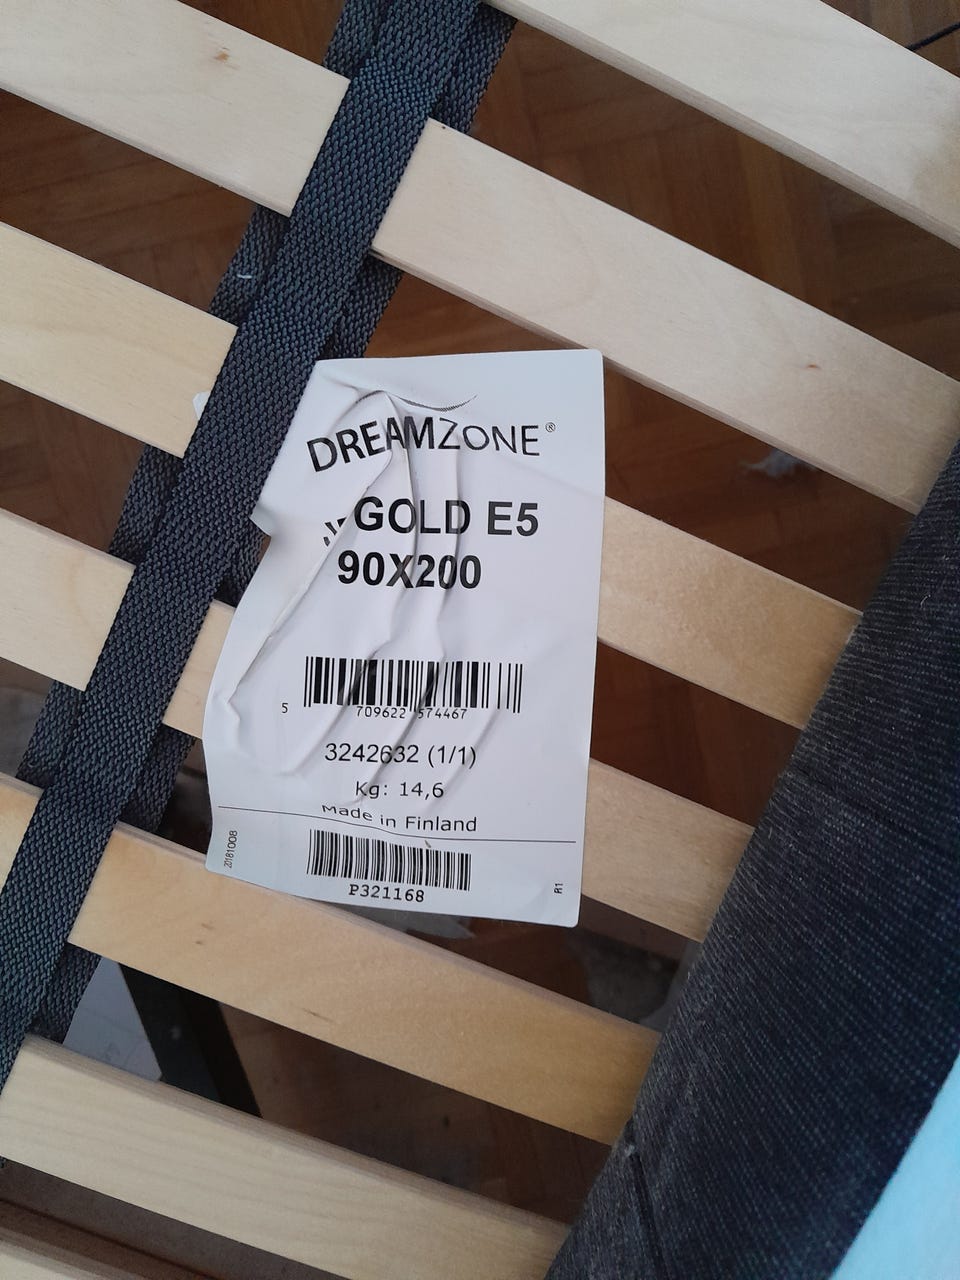 DREAMZONE®
GOLD E5
90X200
5 709622 574467
3242632 (1/1)
Kg: 14,6
Made in Finland
20181008
P321168
R1